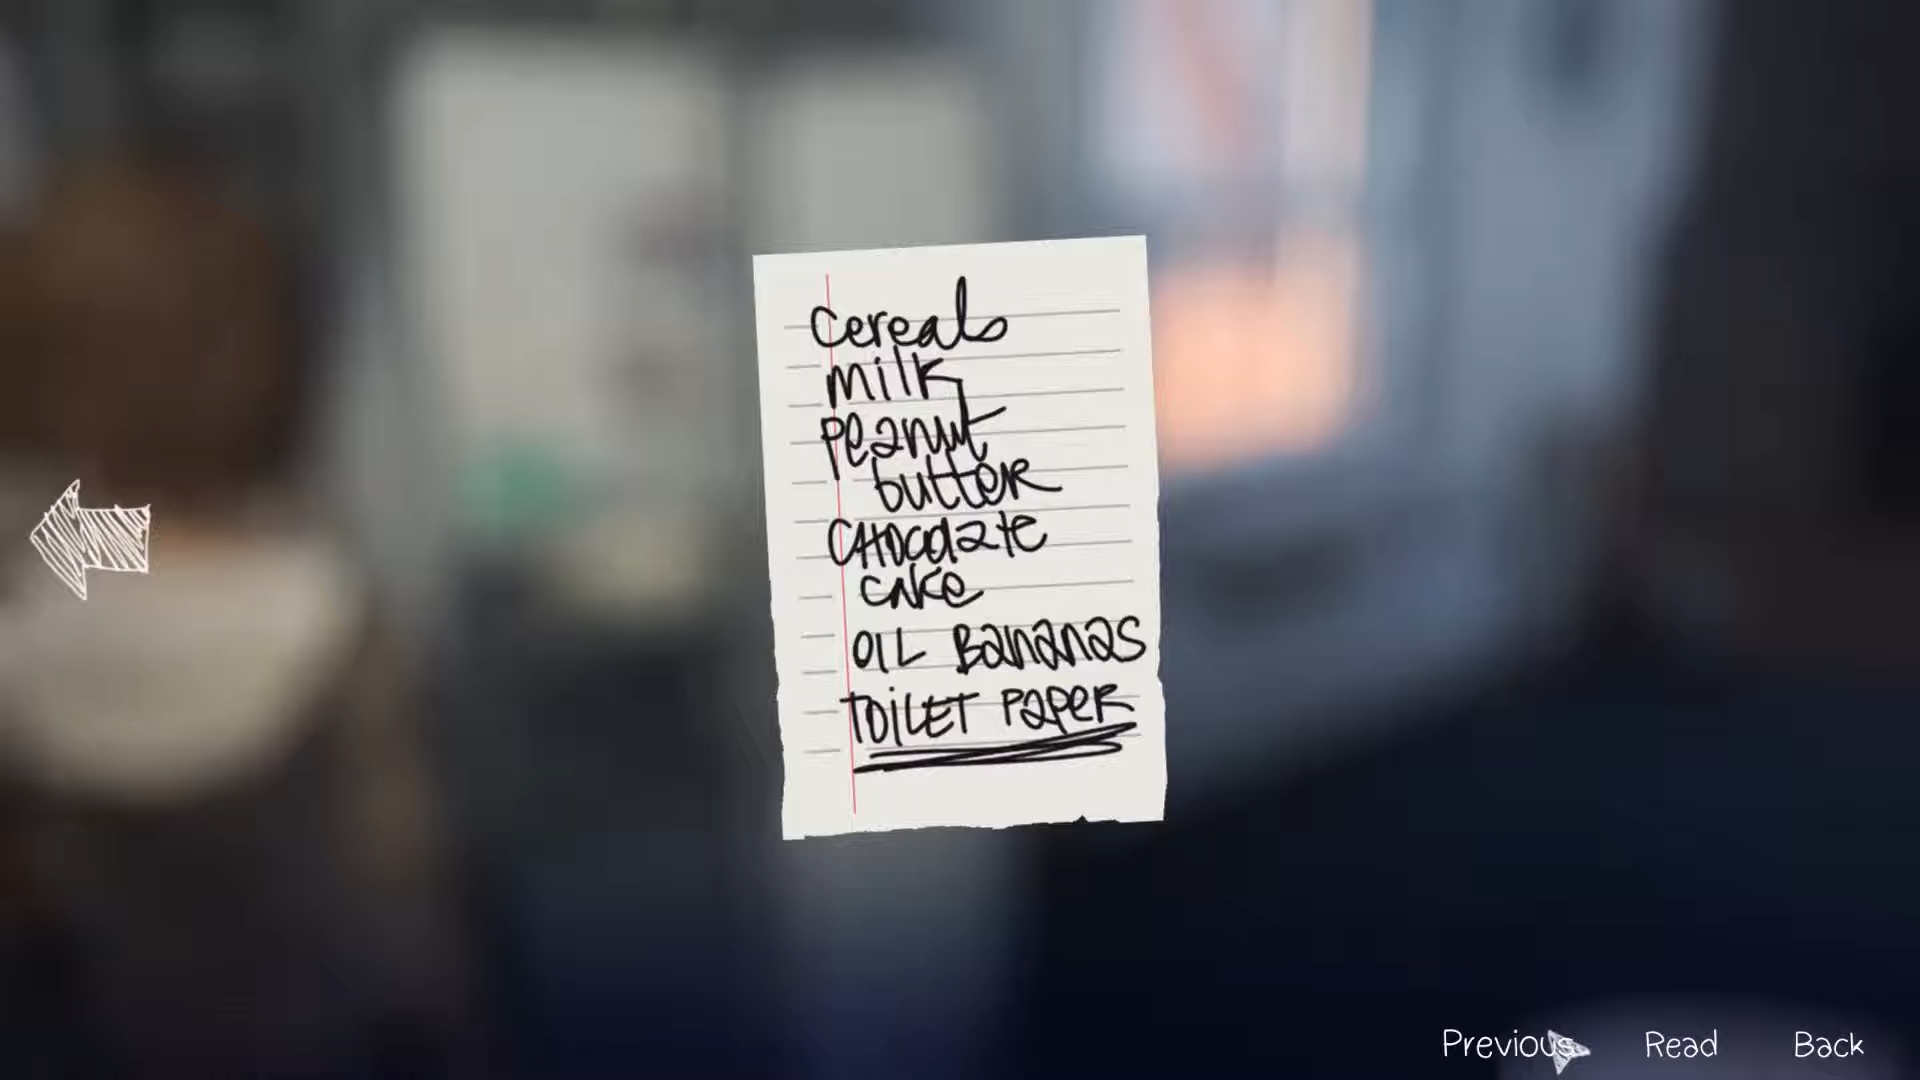 cereals
milk
Peanut
butter
CHocolate
cake
OIL Bananas
TOiLET PaPeR
Previous
Read
Back